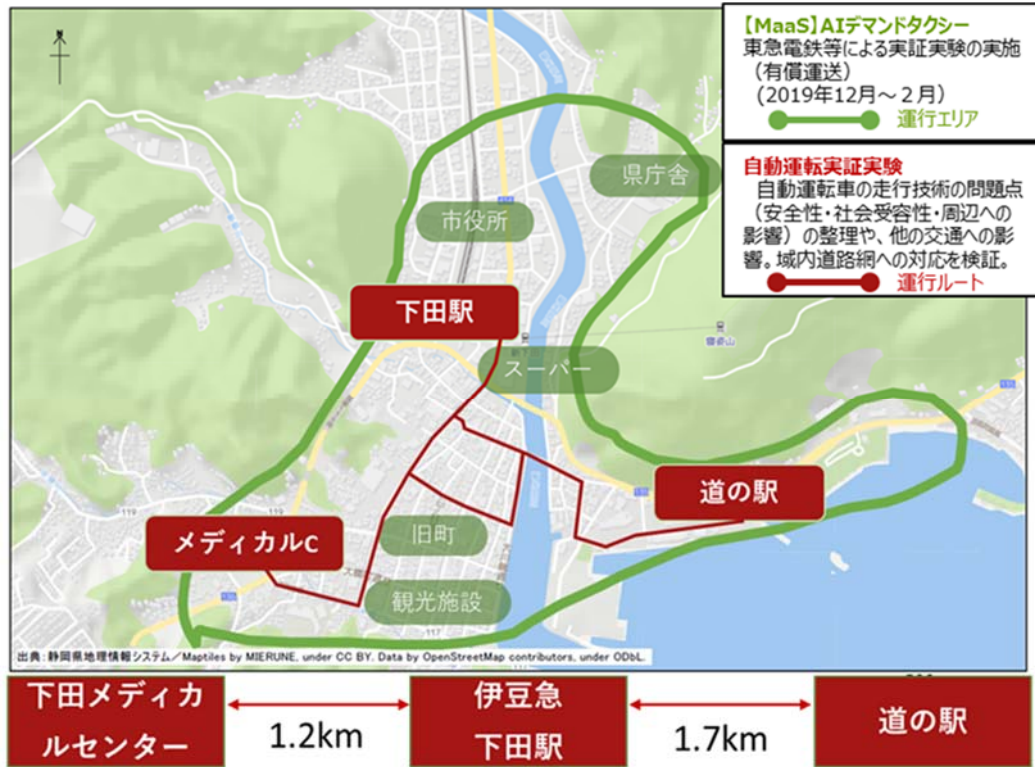 【MaaS】AIデマンドタクシー
東急電鉄等による実証実験の実施
（有償運送）
（2019年12月～２月）
運行エリア
自動運転実証実験
自動運転車の走行技術の問題点
（安全性・社会受容性・周辺への
影響）の整理や、他の交通への影
響。域内道路網への対応を検証。
運行ルート
県庁舎
市役所
下田駅
スーパー
寝姿山
道の駅
メディカルC
旧町
観光施設
119
119
117
出典：静岡県地理情報システム／Maptiles by MIERUNE, under CC BY. Data by OpenStreetMap contributors, under ODbL.
下田メディカ
ルセンター
1.2km
伊豆急
下田駅
1.7km
道の駅